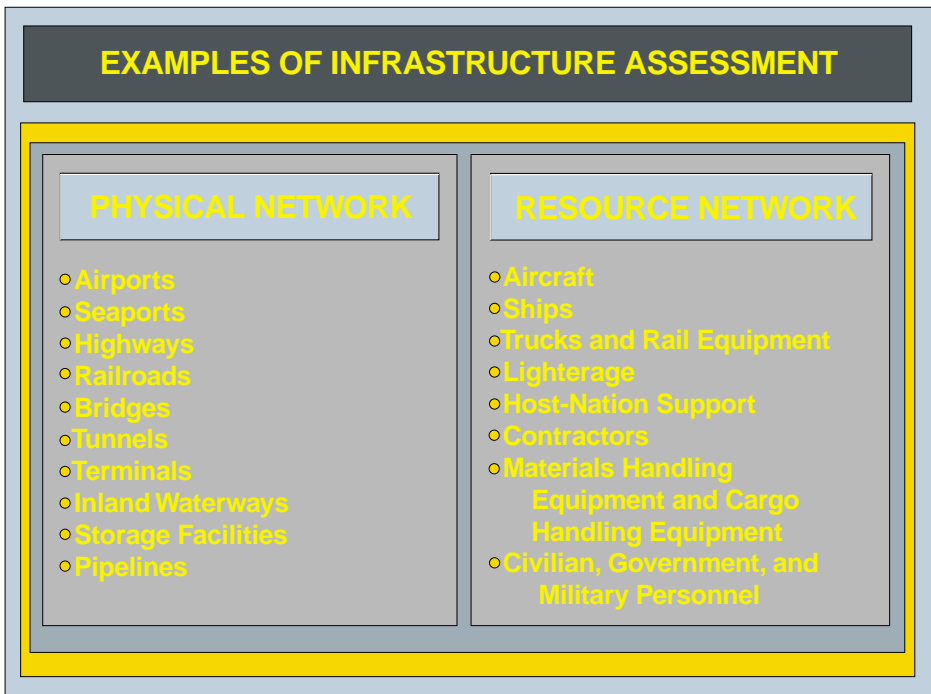 EXAMPLES OF INFRASTRUCTURE ASSESSMENT
PHYSICAL NETWORK
Airports
Seaports
Highways
Railroads
Bridges
Tunnels
Terminals
Inland Waterways
Storage Facilities
Pipelines
RESOURCE NETWORK
Aircraft
Ships
Trucks and Rail Equipment
Lighterage
Host-Nation Support
Contractors
Materials Handling
Equipment and Cargo
Handling Equipment
Civilian, Government, and
Military Personnel